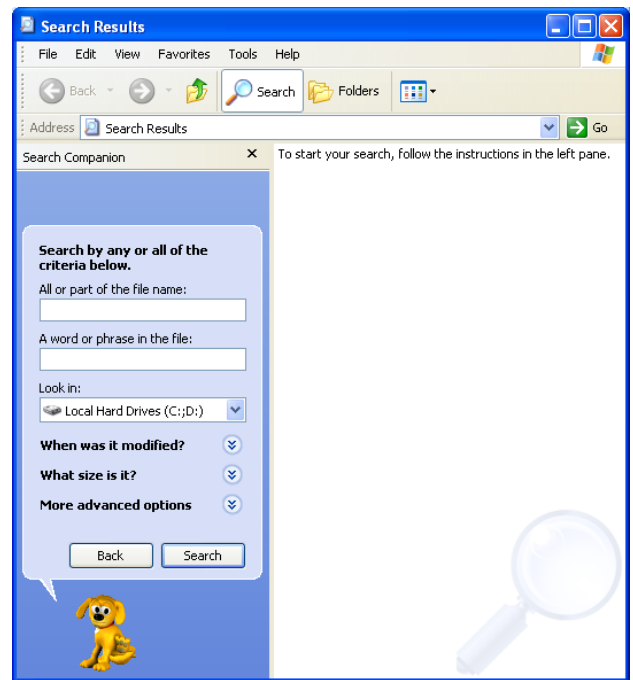 Search Results
File Edit View Favorites Tools Help
Back Search Folders
Address Search Results Go
Search Companion
To start your search, follow the instructions in the left pane.
Search by any or all of the
criteria below.
All or part of the file name:
A word or phrase in the file:
Look in:
Local Hard Drives (C:;D:)
When was it modified?
What size is it?
More advanced options
Back Search